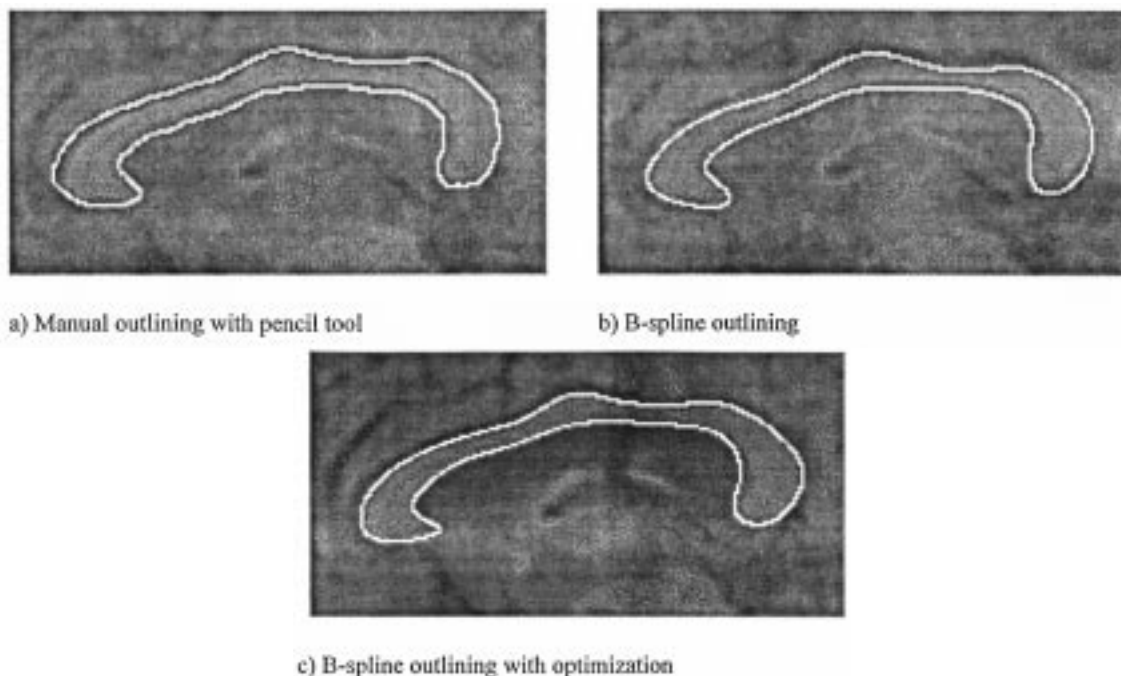 a) Manual outlining with pencil tool
b) B-spline outlining
c) B-spline outlining with optimization